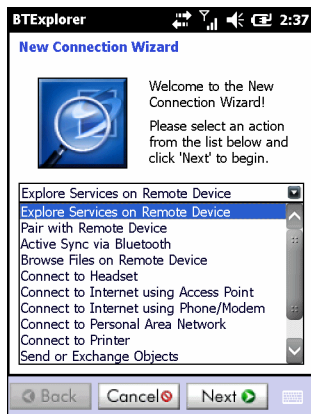 BTExplorer 2:37
New Connection Wizard
Welcome to the New
Connection Wizard!
Please select an action
from the list below and
click 'Next' to begin.
Explore Services on Remote Device
Explore Services on Remote Device
Pair with Remote Device
Active Sync via Bluetooth
Browse Files on Remote Device
Connect to Headset
Connect to Internet using Access Point
Connect to Internet using Phone/Modem
Connect to Personal Area Network
Connect to Printer
Send or Exchange Objects
Back Cancel Next